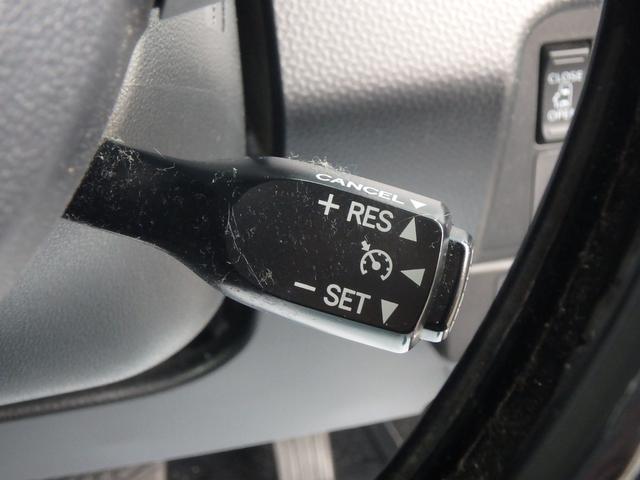 CANCEL
+ RES
- SET
CLOSE
OPEN